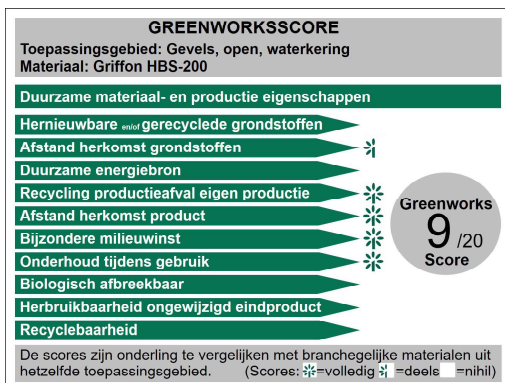 GREENWORKSSCORE
Toepassingsgebied: Gevels, open, waterkering
Materiaal: Griffon HBS-200
Duurzame materiaal- en productie eigenschappen
Hernieuwbare en/of gerecyclede grondstoffen
Afstand herkomst grondstoffen
Duurzame energiebron
Recycling productieafval eigen productie
Afstand herkomst product
Bijzondere milieuwinst
Onderhoud tijdens gebruik
Biologisch afbreekbaar
Herbruikbaarheid ongewijzigd eindproduct
Recyclebaarheid
Greenworks
9 /20
Score
De scores zijn onderling te vergelijken met branchegelijke materialen uit
hetzelfde toepassingsgebied. (Scores: =volledig =deels =nihil)